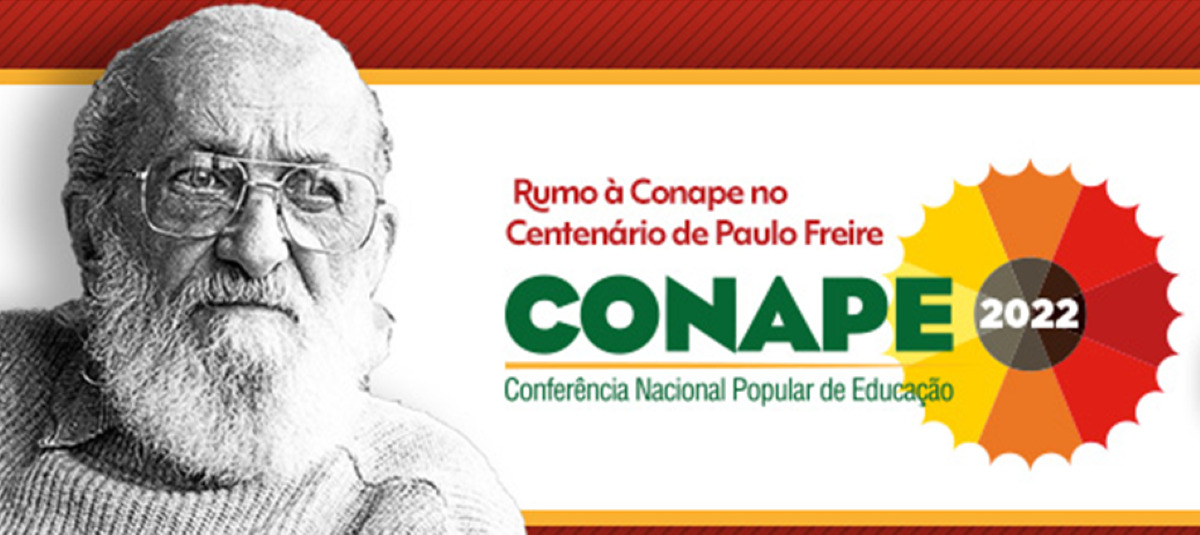 Rumo à Conape no
Centenário de Paulo Freire
CONAPE
2022
Conferência Nacional Popular de Educação